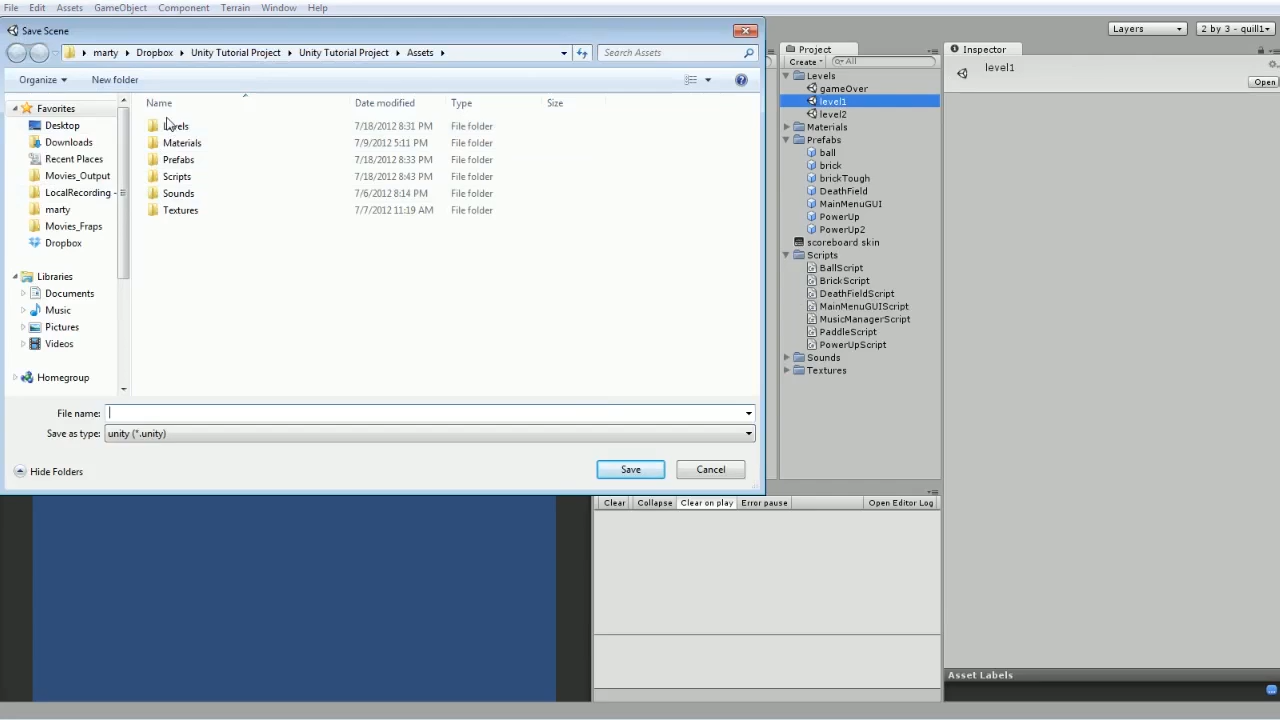 File Edit Assets GameObject Component Terrain Window Help
Save Scene
marty Dropbox Unity Tutorial Project Unity Tutorial Project Assets
Search Assets
Organize New folder
Favorites
Desktop
Downloads
Recent Places
Movies_Output
LocalRecording -
marty
Movies_Fraps
Dropbox
Libraries
Documents
Music
Pictures
Videos
Homegroup
Name Date modified Type Size
Levels 7/18/2012 8:31 PM File folder
Materials 7/9/2012 5:11 PM File folder
Prefabs 7/18/2012 8:33 PM File folder
Scripts 7/18/2012 8:43 PM File folder
Sounds 7/6/2012 8:14 PM File folder
Textures 7/7/2012 11:19 AM File folder
File name:
Save as type: unity (*.unity)
Hide Folders
Save Cancel
Layers 2 by 3 - quill1
Project
Create All
Levels
gameOver
level1
level2
Materials
Prefabs
ball
brick
brickTough
DeathField
MainMenuGUI
PowerUp
PowerUp2
scoreboard skin
Scripts
BallScript
BrickScript
DeathFieldScript
MainMenuGUIScript
MusicManagerScript
PaddleScript
PowerUpScript
Sounds
Textures
Inspector
level1
Open
Clear Collapse Clear on play Error pause Open Editor Log
Asset Labels